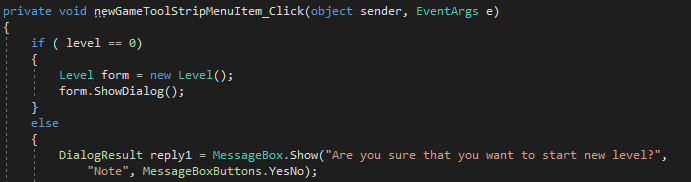 private void newGameToolStripMenuItem_Click(object sender, EventArgs e)
{
if ( level == 0)
{
Level form = new Level();
form.ShowDialog();
}
else
{
DialogResult reply1 = MessageBox.Show("Are you sure that you want to start new level?",
"Note", MessageBoxButtons.YesNo);